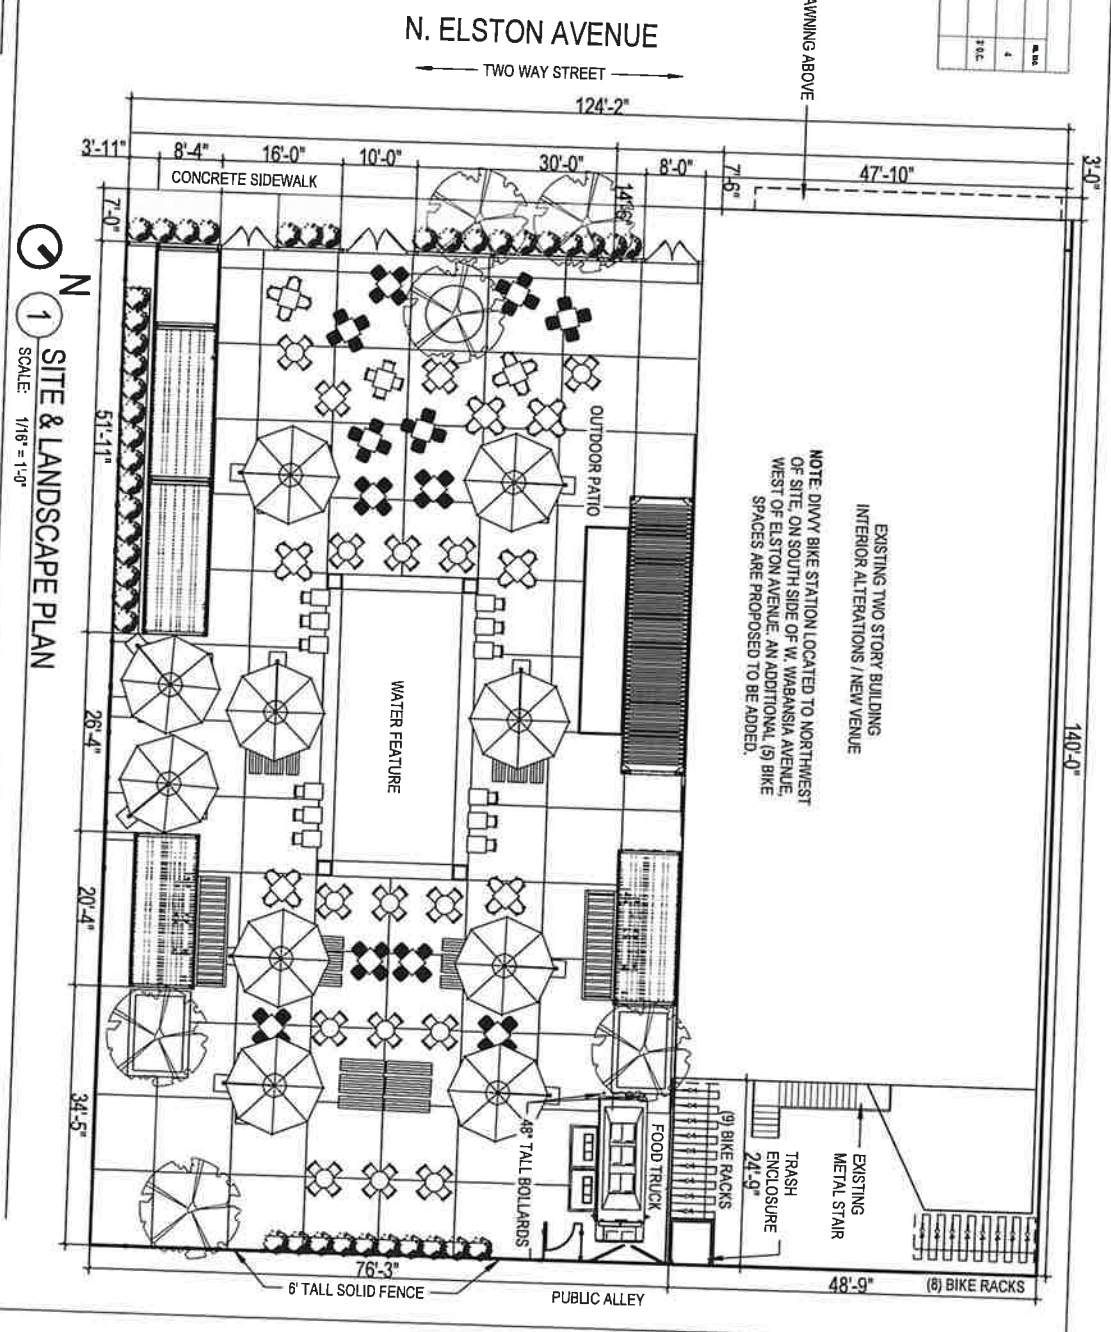 N. ELSTON AVENUE
TWO WAY STREET
AWNING ABOVE
4
2' O.C.
124'-2"
3'-11"
8'-4"
16'-0"
10'-0"
30'-0"
14'-6"
8'-0"
7'-6"
47'-10"
3'-0"
CONCRETE SIDEWALK
7'-0"
N
1
SITE & LANDSCAPE PLAN
SCALE: 1/16" = 1'-0"
51'-11"
26'-4"
20'-4"
34'-5"
OUTDOOR PATIO
WATER FEATURE
EXISTING TWO STORY BUILDING
INTERIOR ALTERATIONS / NEW VENUE
NOTE: DIVVY BIKE STATION LOCATED TO NORTHWEST
OF SITE, ON SOUTH SIDE OF W. WABANSIA AVENUE,
WEST OF ELSTON AVENUE. AN ADDITIONAL (5) BIKE
SPACES ARE PROPOSED TO BE ADDED.
140'-0"
48" TALL BOLLARDS
FOOD TRUCK
(9) BIKE RACKS
24'-9"
TRASH
ENCLOSURE
EXISTING
METAL STAIR
76'-3"
6' TALL SOLID FENCE
PUBLIC ALLEY
48'-9"
(8) BIKE RACKS